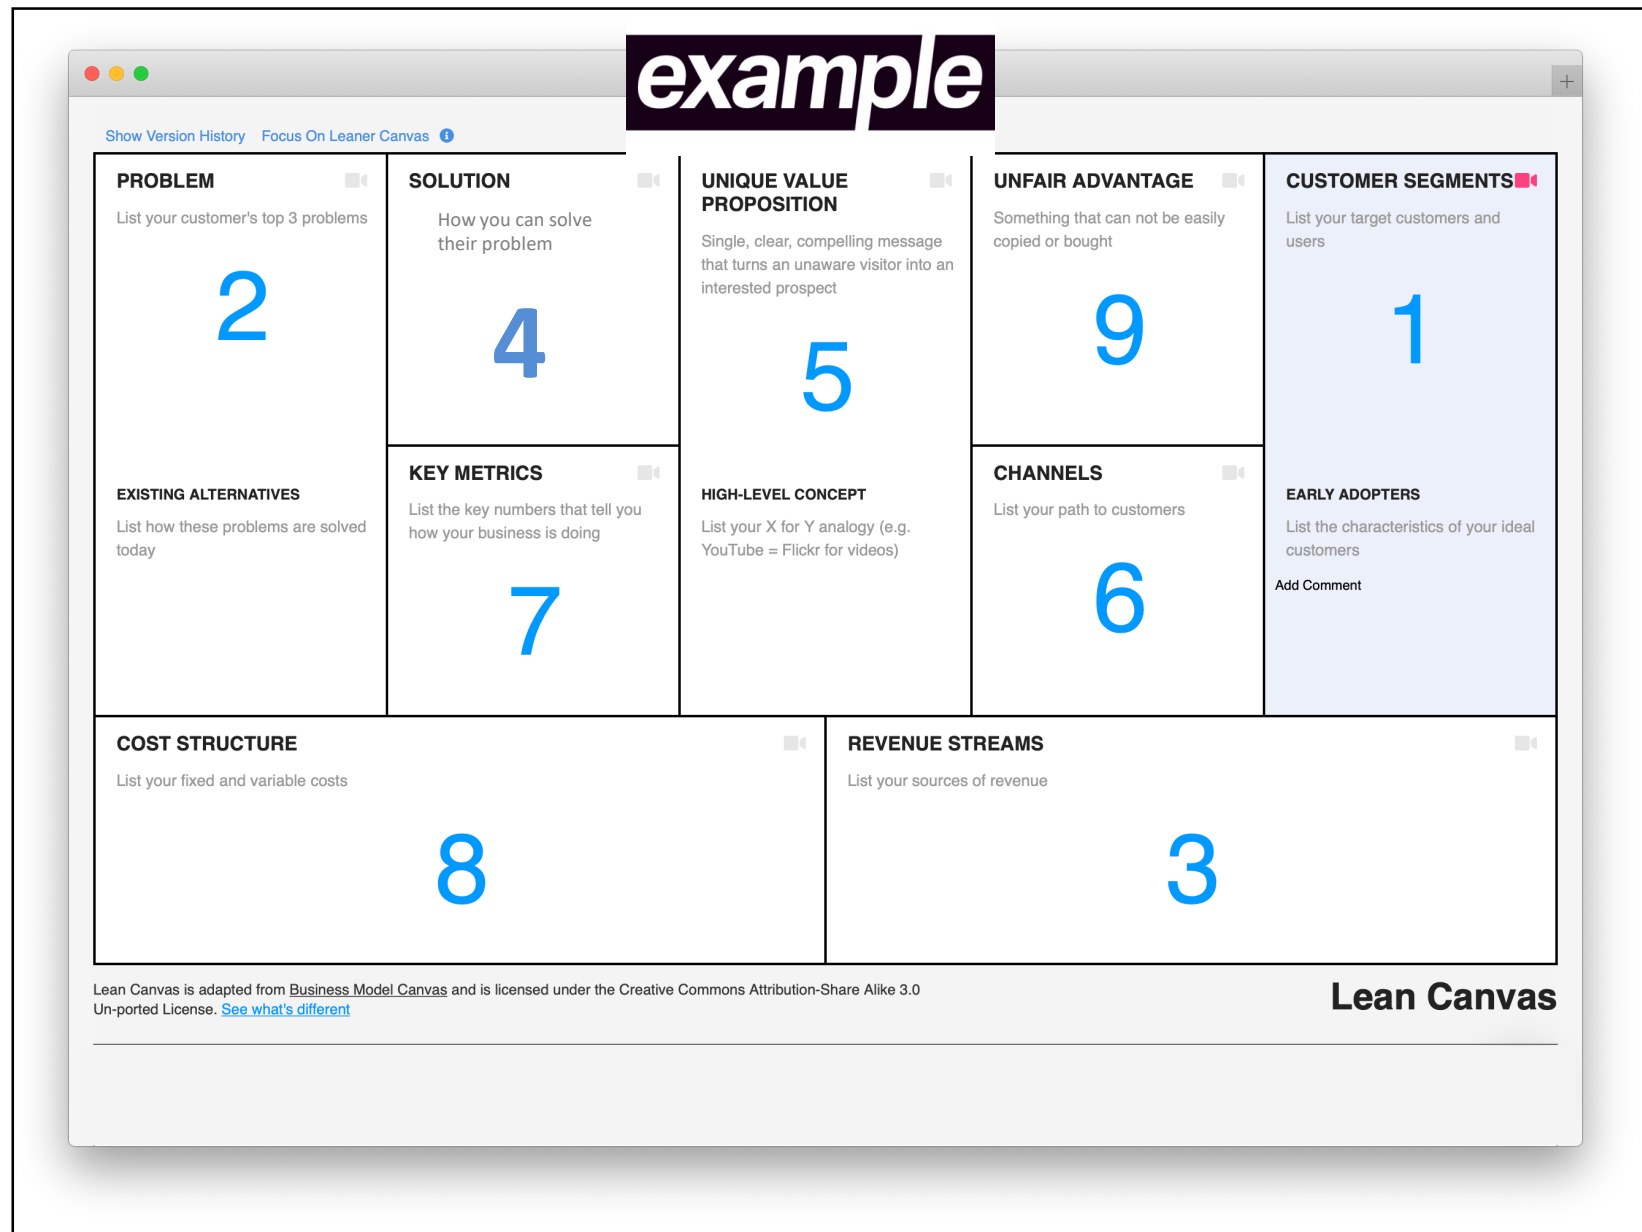 example
+
Show Version History Focus On Leaner Canvas i
PROBLEM
List your customer's top 3 problems
2
EXISTING ALTERNATIVES
List how these problems are solved
today
SOLUTION
How you can solve
their problem
4
KEY METRICS
List the key numbers that tell you
how your business is doing
7
UNIQUE VALUE
PROPOSITION
Single, clear, compelling message
that turns an unaware visitor into an
interested prospect
5
HIGH-LEVEL CONCEPT
List your X for Y analogy (e.g.
YouTube = Flickr for videos)
UNFAIR ADVANTAGE
Something that can not be easily
copied or bought
9
CHANNELS
List your path to customers
6
CUSTOMER SEGMENTS
List your target customers and
users
1
EARLY ADOPTERS
List the characteristics of your ideal
customers
Add Comment
COST STRUCTURE
List your fixed and variable costs
8
REVENUE STREAMS
List your sources of revenue
3
Lean Canvas is adapted from Business Model Canvas and is licensed under the Creative Commons Attribution-Share Alike 3.0
Un-ported License. See what's different
Lean Canvas